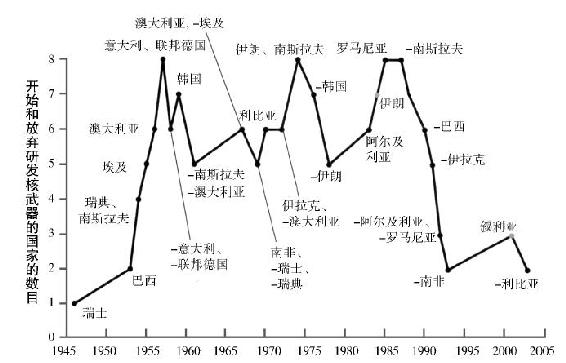 澳大利亚,-埃及
意大利、联邦德国
伊朗、南斯拉夫
罗马尼亚
-南斯拉夫
8
7
6
5
4
3
2
1
0
开始和放弃研发核武器的国家的数目
韩国
-韩国
伊朗
利比亚
澳大利亚
-巴西
埃及
阿尔及
利亚
-伊拉克
-南斯拉夫
-澳大利亚
-伊朗
瑞典、
南斯拉夫
伊拉克、
-澳大利亚
-阿尔及利亚、
-罗马尼亚
叙利亚
-意大利、
-联邦德国
南非、
-瑞士、
-瑞典
巴西
-南非
-利比亚
瑞士
1945 1950 1955 1960 1965 1970 1975 1980 1985 1990 1995 2000 2005